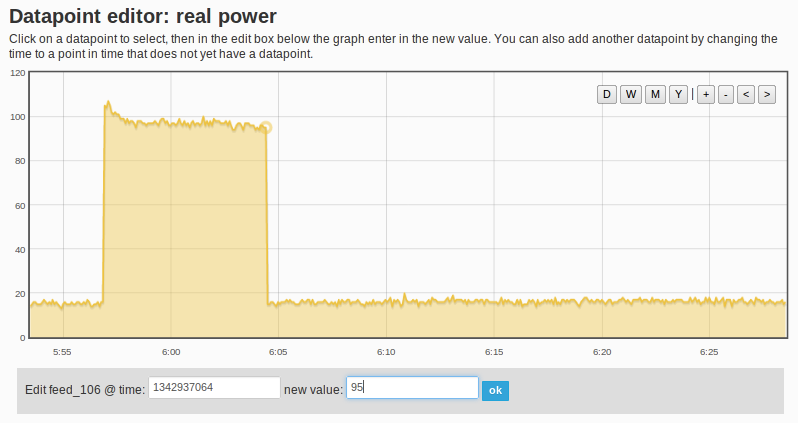 Datapoint editor: real power
Click on a datapoint to select, then in the edit box below the graph enter in the new value. You can also add another datapoint by changing the
time to a point in time that does not yet have a datapoint.
120
D W M Y | + - < >
100
80
60
40
20
0
5:55 6:00 6:05 6:10 6:15 6:20 6:25
Edit feed_106 @ time: 1342937064 new value: 95 ok